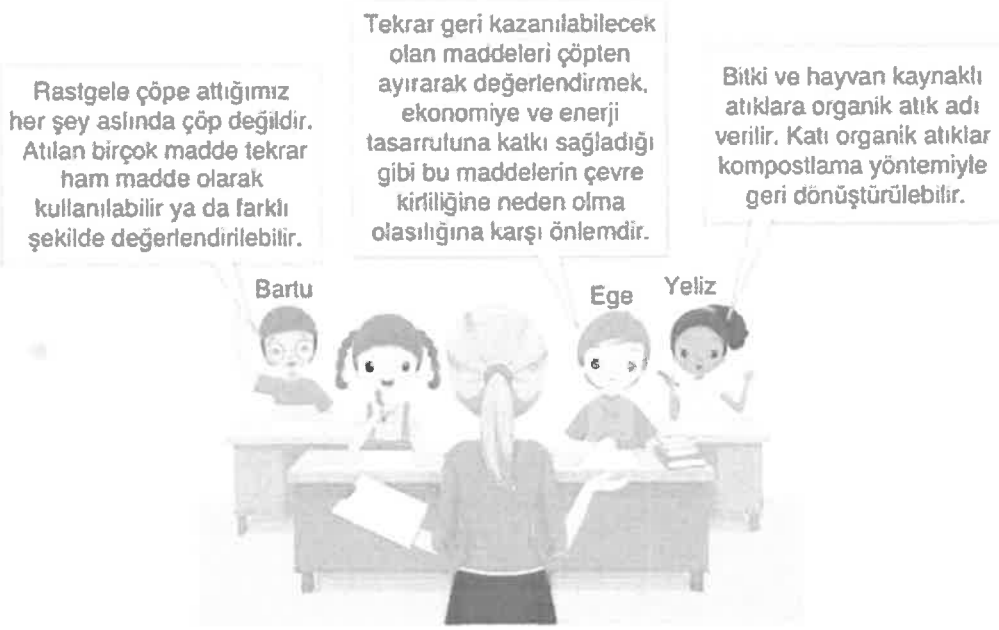 Rastgele çöpe attığımız
her şey aslında çöp değildir.
Atılan birçok madde tekrar
ham madde olarak
kullanılabilir ya da farklı
şekilde değerlendirilebilir.
Bartu
Tekrar geri kazanılabilecek
olan maddeleri çöpten
ayırarak değerlendirmek,
ekonomiye ve enerji
tasarrufuna katkı sağladığı
gibi bu maddelerin çevre
kirliliğine neden olma
olasılığına karşı önlemdir.
Ege
Bitki ve hayvan kaynaklı
atıklara organik atık adı
verilir. Katı organik atıklar
kompostlama yöntemiyle
geri dönüştürülebilir.
Yeliz